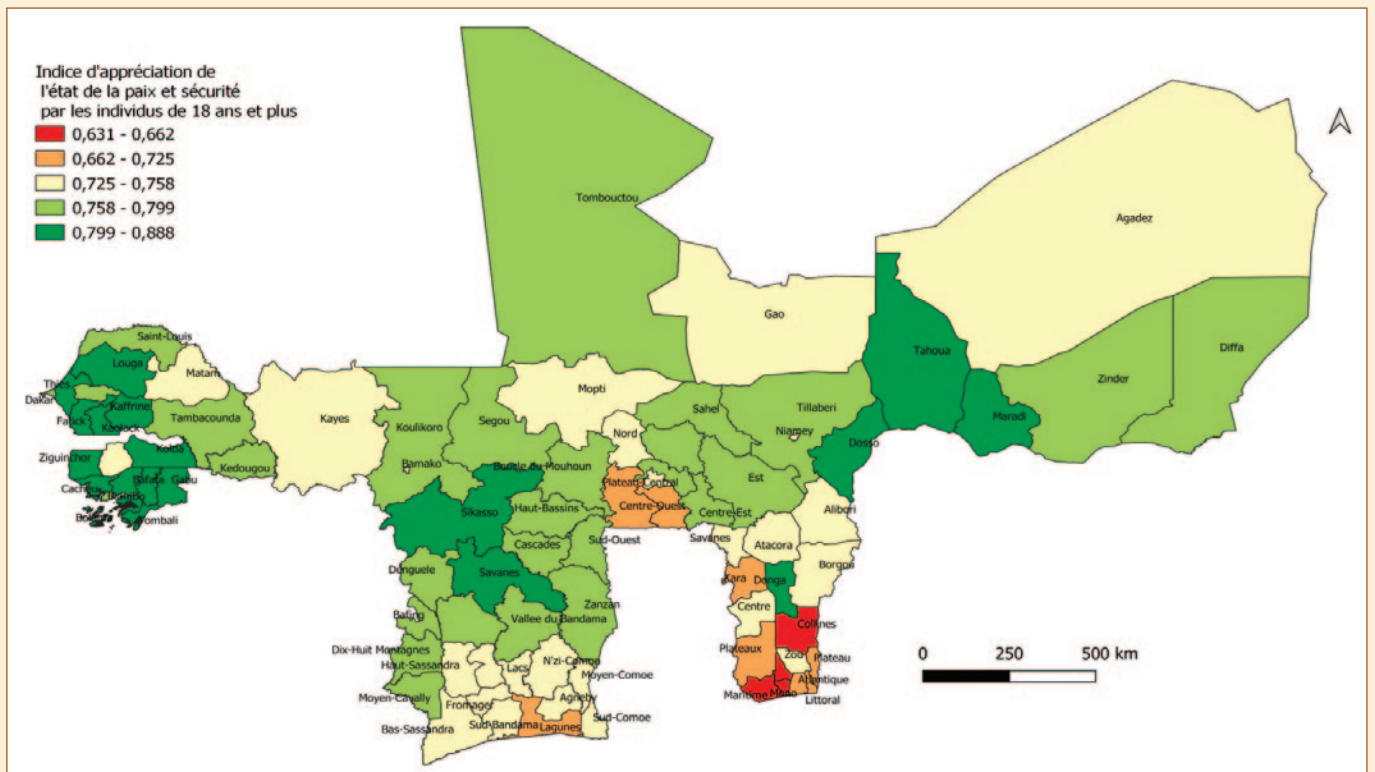 Indice d'appréciation de
l'état de la paix et sécurité
par les individus de 18 ans et plus
0,631 - 0,662
0,662 - 0,725
0,725 - 0,758
0,758 - 0,799
0,799 - 0,888
Tombouctou
Agadez
Gao
Saint-Louis
Louga
Matam
Thies
Dakar
Kaffrine
Fatick
Kaolack
Tambacounda
Kayes
Mopti
Tahoua
Diffa
Zinder
Maradi
Koulikoro
Segou
Sahel
Tillaberi
Niamey
Nord
Dosso
Ziguinchor
Kolda
Kedougou
Bamako
Boucle du Mouhoun
Est
Cacheu
Bafata
Gabu
Tombali
Plateau-Central
Sikasso
Haut-Bassins
Centre-Ouest
Centre-Est
Alibori
Cascades
Sud-Ouest
Savanes
Atacora
Borgou
Denguele
Savanes
Kara
Donga
Bafing
Zanzan
Centre
Vallee du Bandama
Collines
Dix-Huit Montagnes
Haut-Sassandra
Lacs
N'zi-Comoe
Moyen-Comoe
Plateaux
Zou
Plateau
Moyen-Cavally
Fromager
Agneby
Maritime
Mono
Atlantique
Littoral
Bas-Sassandra
Sud-Bandama
Lagunes
Sud-Comoe
0 250 500 km